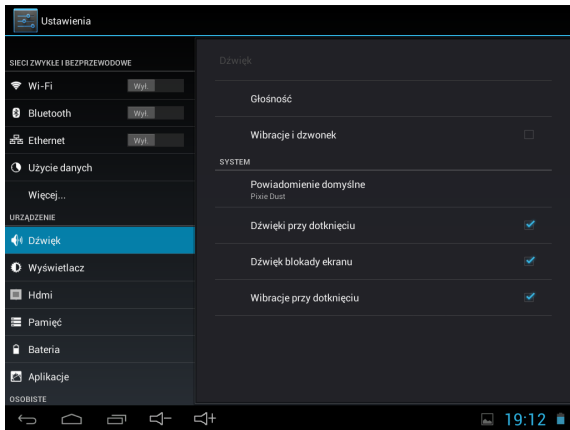 Ustawienia
SIECI ZWYKŁE I BEZPRZEWODOWE
Wi-Fi Wył.
Bluetooth Wył.
Ethernet Wył.
Użycie danych
Więcej...
URZĄDZENIE
Dźwięk
Wyświetlacz
Hdmi
Pamięć
Bateria
Aplikacje
OSOBISTE
Dźwięk
Głośność
Wibracje i dzwonek
SYSTEM
Powiadomienie domyślne
Pixie Dust
Dźwięki przy dotknięciu
Dźwięk blokady ekranu
Wibracje przy dotknięciu
19:12